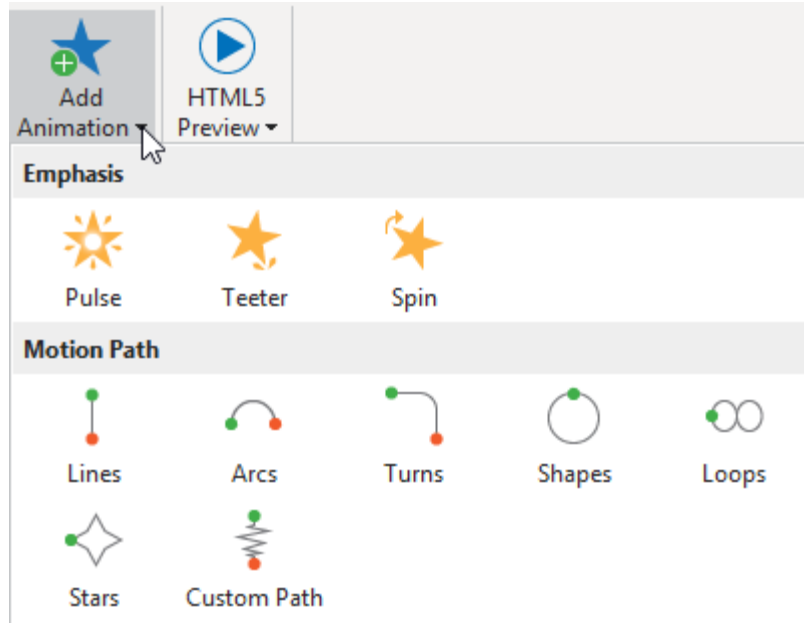 Add HTML5
Animation Preview
Emphasis
Pulse Teeter Spin
Motion Path
Lines Arcs Turns Shapes Loops
Stars Custom Path